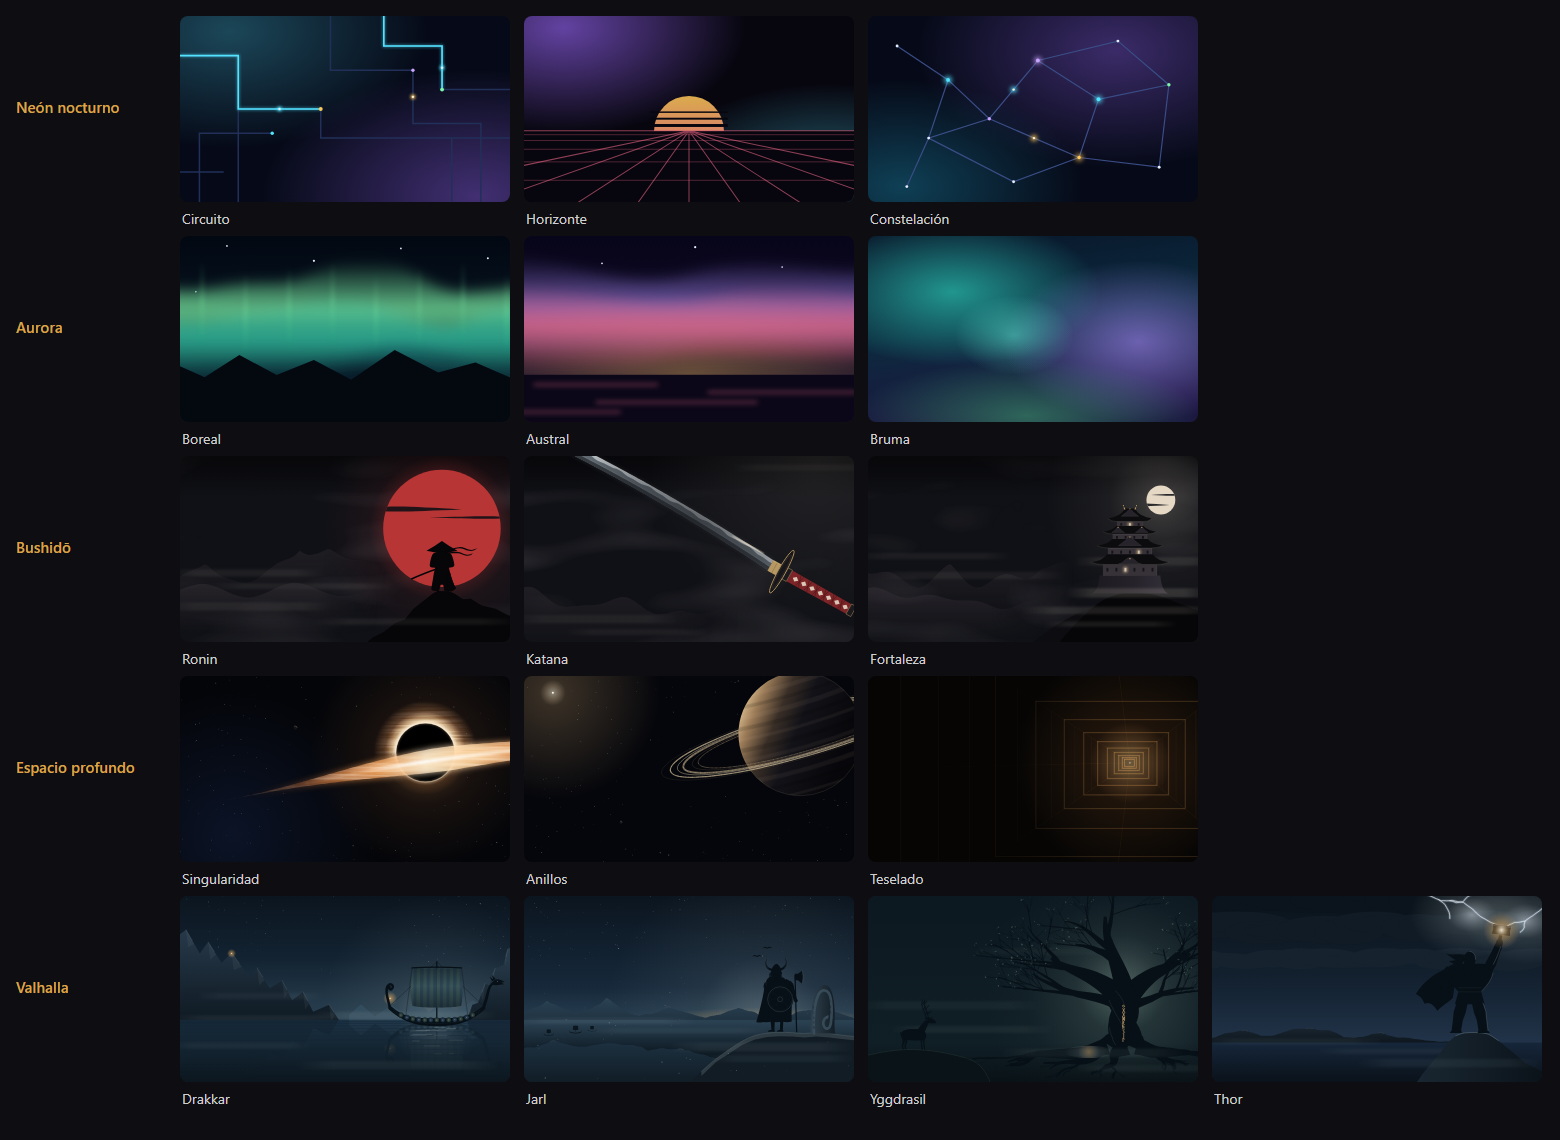 Neón nocturno
Circuito
Horizonte
Constelación
Aurora
Boreal
Austral
Bruma
Bushidō
Ronin
Katana
Fortaleza
Espacio profundo
Singularidad
Anillos
Teselado
Valhalla
Drakkar
Jarl
Yggdrasil
Thor